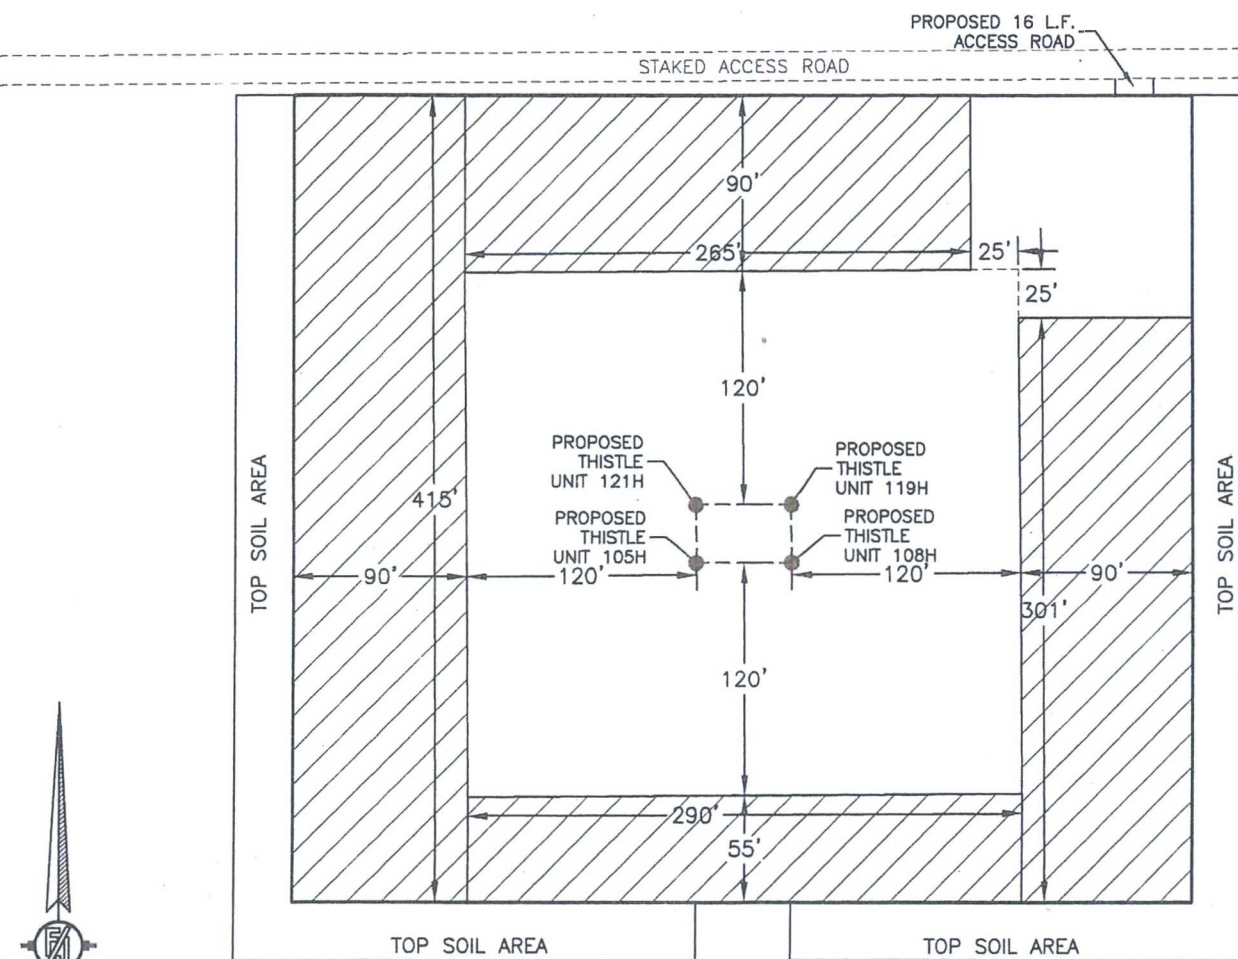 PROPOSED 16 L.F.
ACCESS ROAD
STAKED ACCESS ROAD
90'
265'
25'
25'
120'
PROPOSED
THISTLE
UNIT 121H
PROPOSED
THISTLE
UNIT 119H
415'
PROPOSED
THISTLE
UNIT 105H
PROPOSED
THISTLE
UNIT 108H
TOP SOIL AREA
TOP SOIL AREA
90'
120'
120'
90'
301'
120'
290'
55'
TOP SOIL AREA
TOP SOIL AREA